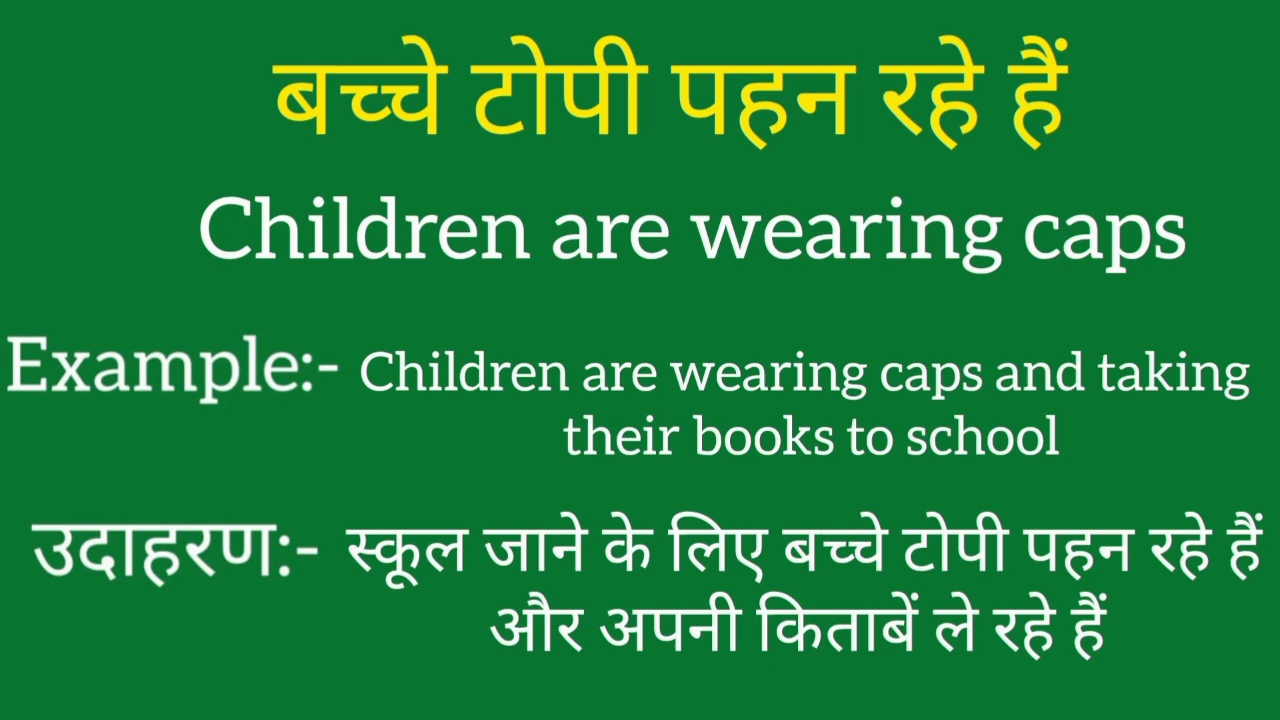 बच्चे टोपी पहन रहे हैं
Children are wearing caps
Example:- Children are wearing caps and taking
their books to school
उदाहरण:- स्कूल जाने के लिए बच्चे टोपी पहन रहे हैं
और अपनी किताबें ले रहे हैं